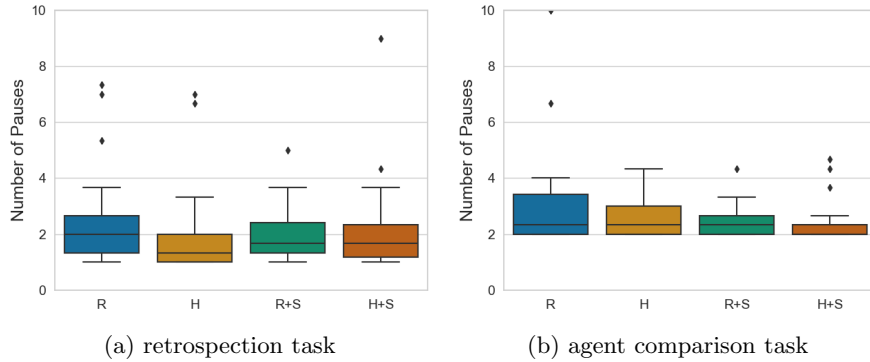 10
8
6
4
2
0
Number of Pauses
R H R+S H+S
(a) retrospection task
10
8
6
4
2
0
Number of Pauses
R H R+S H+S
(b) agent comparison task